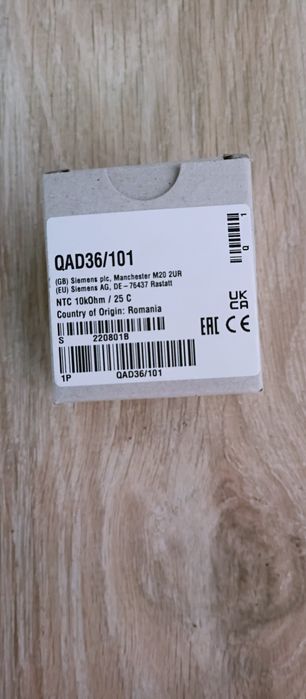 QAD36/101
(GB) Siemens plc, Manchester M20 2UR
(EU) Siemens AG, DE-76437 Rastatt
NTC 10kOhm / 25 C
Country of Origin: Romania
S 220801B
1P QAD36/101
1
Q
UK
CA
EAC CE